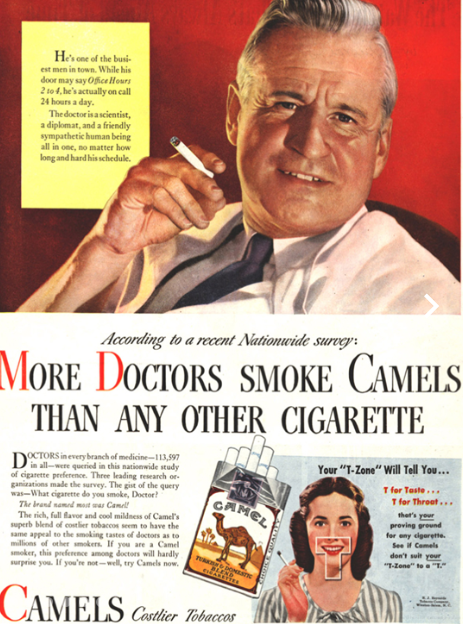 He's one of the busi-
est men in town. While his
door may say Office Hours
2 to 4, he's actually on call
24 hours a day.
The doctor is a scientist,
a diplomat, and a friendly
sympathetic human being
all in one, no matter how
long and hard his schedule.
According to a recent Nationwide survey:
MORE DOCTORS SMOKE CAMELS
THAN ANY OTHER CIGARETTE
DOCTORS in every branch of medicine—113,597
in all—were queried in this nationwide study
of cigarette preference. Three leading research or-
ganizations made the survey. The gist of the query
was—What cigarette do you smoke, Doctor?
The brand named most was Camel!
The rich, full flavor and cool mildness of Camel's
superb blend of costlier tobaccos seem to have the
same appeal to the smoking tastes of doctors as to
millions of other smokers. If you are a Camel
smoker, this preference among doctors will hardly
surprise you. If you're not—well, try Camels now.
CAMELS Costlier Tobaccos
CAMEL
TURKISH & DOMESTIC
BLEND
CIGARETTES
Your "T-Zone" Will Tell You...
T for Taste...
T for Throat...
that's your
proving ground
for any cigarette.
See if Camels
don't suit your
"T-Zone" to a "T."
T
R. J. Reynolds
Tobacco Company
Winston-Salem, N. C.